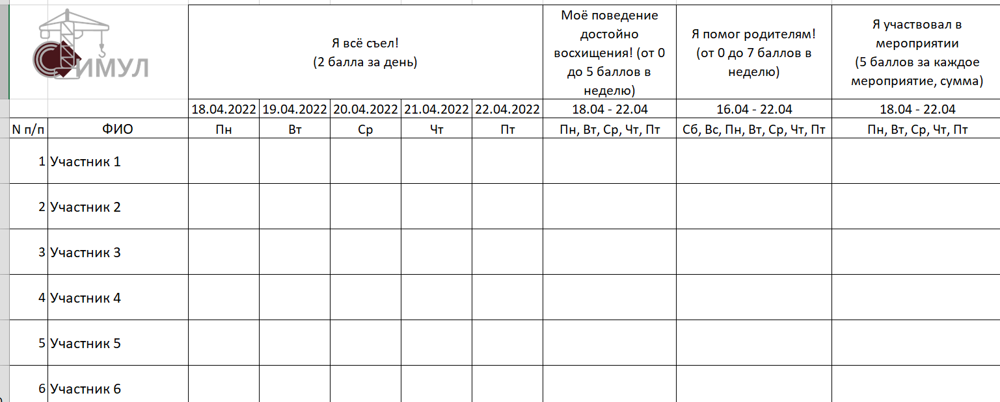 СИМУЛ
Я всё съел!
(2 балла за день)
Моё поведение
достойно
восхищения! (от 0
до 5 баллов в
неделю)
Я помог родителям!
(от 0 до 7 баллов в
неделю)
Я участвовал в
мероприятии
(5 баллов за каждое
мероприятие, сумма)
18.04.2022 19.04.2022 20.04.2022 21.04.2022 22.04.2022 18.04 - 22.04 16.04 - 22.04 18.04 - 22.04
N п/п ФИО Пн Вт Ср Чт Пт Пн, Вт, Ср, Чт, Пт Сб, Вс, Пн, Вт, Ср, Чт, Пт Пн, Вт, Ср, Чт, Пт
1 Участник 1
2 Участник 2
3 Участник 3
4 Участник 4
5 Участник 5
6 Участник 6